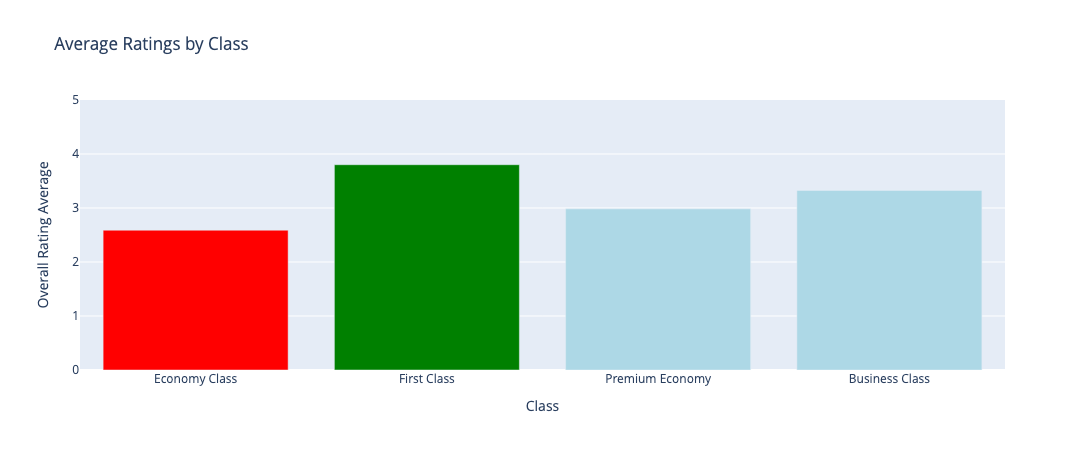 Average Ratings by Class
5
4
3
2
1
0
Overall Rating Average
Economy Class
First Class
Premium Economy
Business Class
Class